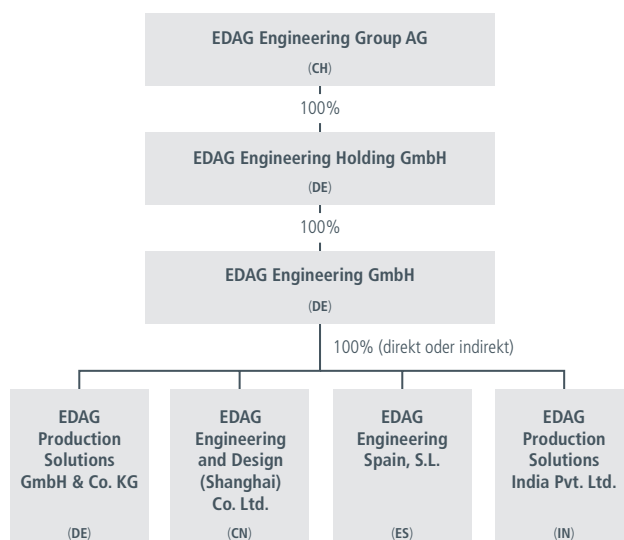 EDAG Engineering Group AG
(CH)
100%
EDAG Engineering Holding GmbH
(DE)
100%
EDAG Engineering GmbH
(DE)
100% (direkt oder indirekt)
EDAG
Production
Solutions
GmbH & Co. KG
(DE)
EDAG
Engineering
and Design
(Shanghai)
Co. Ltd.
(CN)
EDAG
Engineering
Spain, S.L.
(ES)
EDAG
Production
Solutions
India Pvt. Ltd.
(IN)